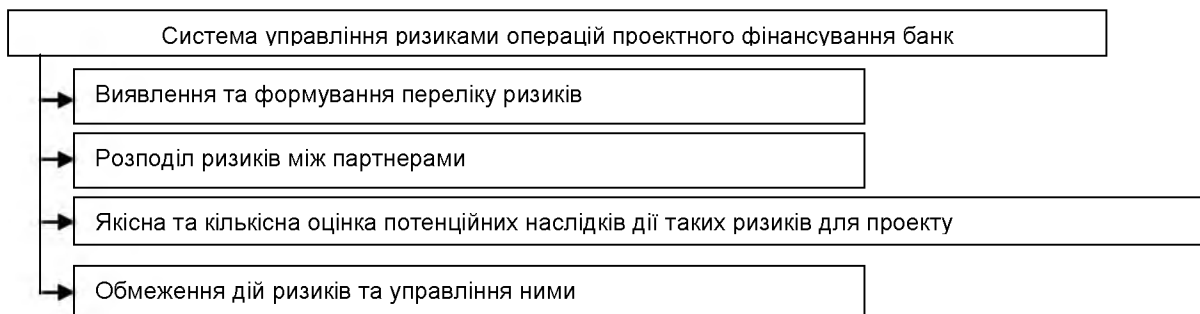 Система управління ризиками операцій проектного фінансування банк
Виявлення та формування переліку ризиків
Розподіл ризиків між партнерами
Якісна та кількісна оцінка потенційних наслідків дії таких ризиків для проекту
Обмеження дій ризиків та управління ними